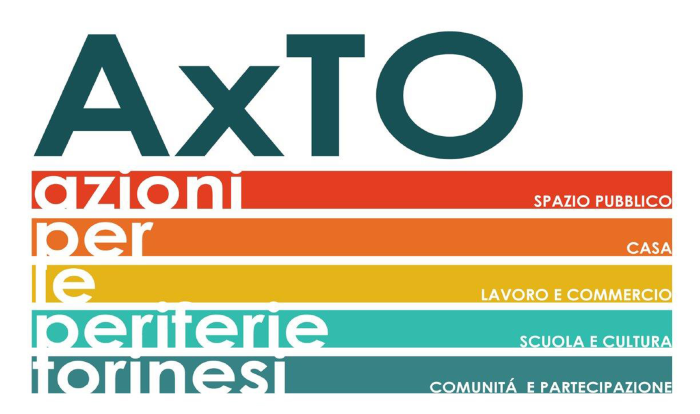 AxTO
azioni SPAZIO PUBBLICO
per CASA
le LAVORO E COMMERCIO
periferie SCUOLA E CULTURA
torinesi COMUNITÁ E PARTECIPAZIONE